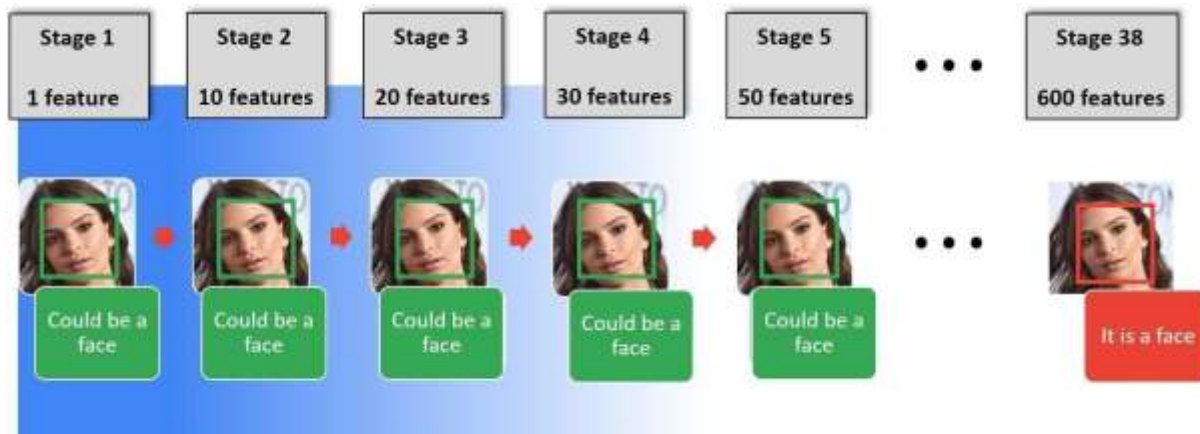 Stage 1
1 feature
Stage 2
10 features
Stage 3
20 features
Stage 4
30 features
Stage 5
50 features
• • •
Stage 38
600 features
• • •
Could be a
face
Could be a
face
Could be a
face
Could be a
face
Could be a
face
It is a face